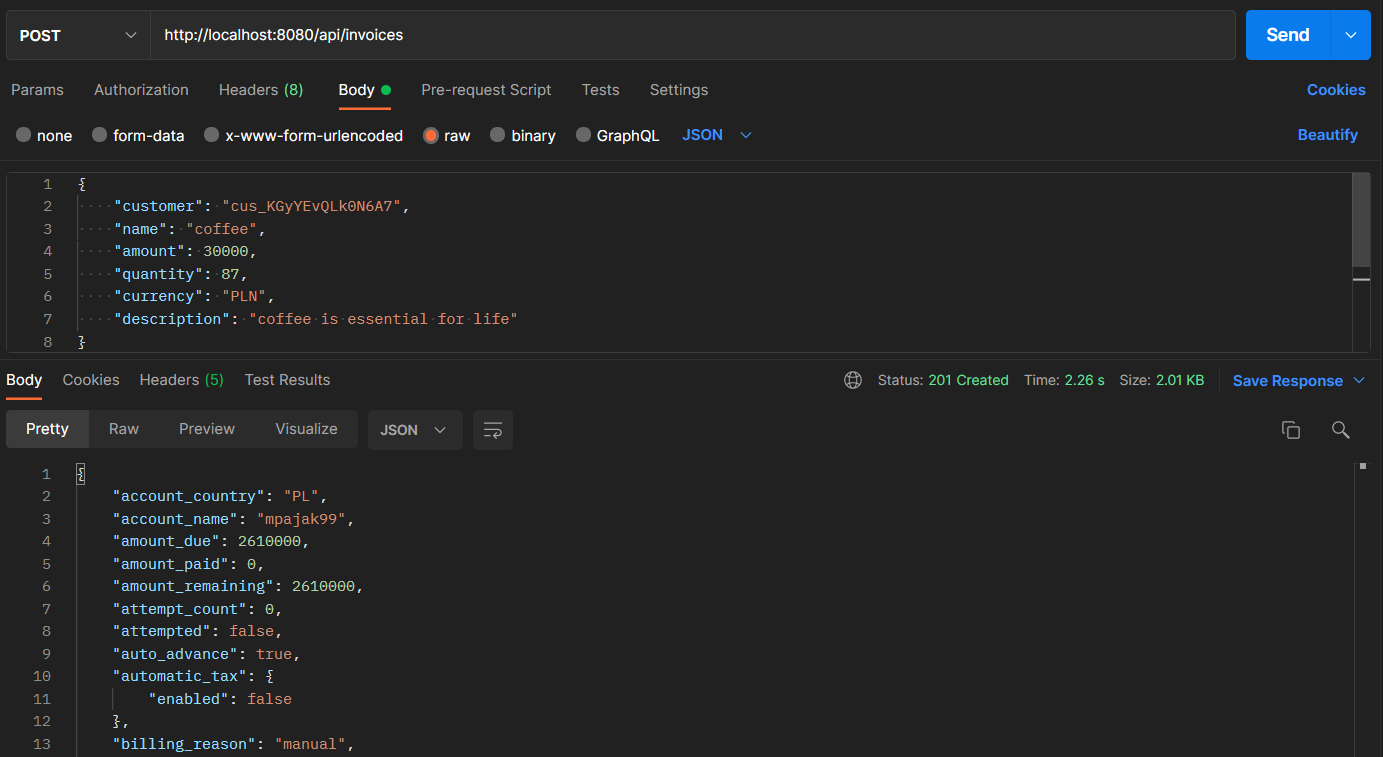 POST http://localhost:8080/api/invoices Send
Params Authorization Headers (8) Body Pre-request Script Tests Settings Cookies
none form-data x-www-form-urlencoded raw binary GraphQL JSON Beautify
1 {
2 "customer": "cus_KGyYEvQLk0N6A7",
3 "name": "coffee",
4 "amount": 30000,
5 "quantity": 87,
6 "currency": "PLN",
7 "description": "coffee is essential for life"
8 }
Body Cookies Headers (5) Test Results Status: 201 Created Time: 2.26 s Size: 2.01 KB Save Response
Pretty Raw Preview Visualize JSON
1 {
2 "account_country": "PL",
3 "account_name": "mpajak99",
4 "amount_due": 2610000,
5 "amount_paid": 0,
6 "amount_remaining": 2610000,
7 "attempt_count": 0,
8 "attempted": false,
9 "auto_advance": true,
10 "automatic_tax": {
11 "enabled": false
12 },
13 "billing_reason": "manual",